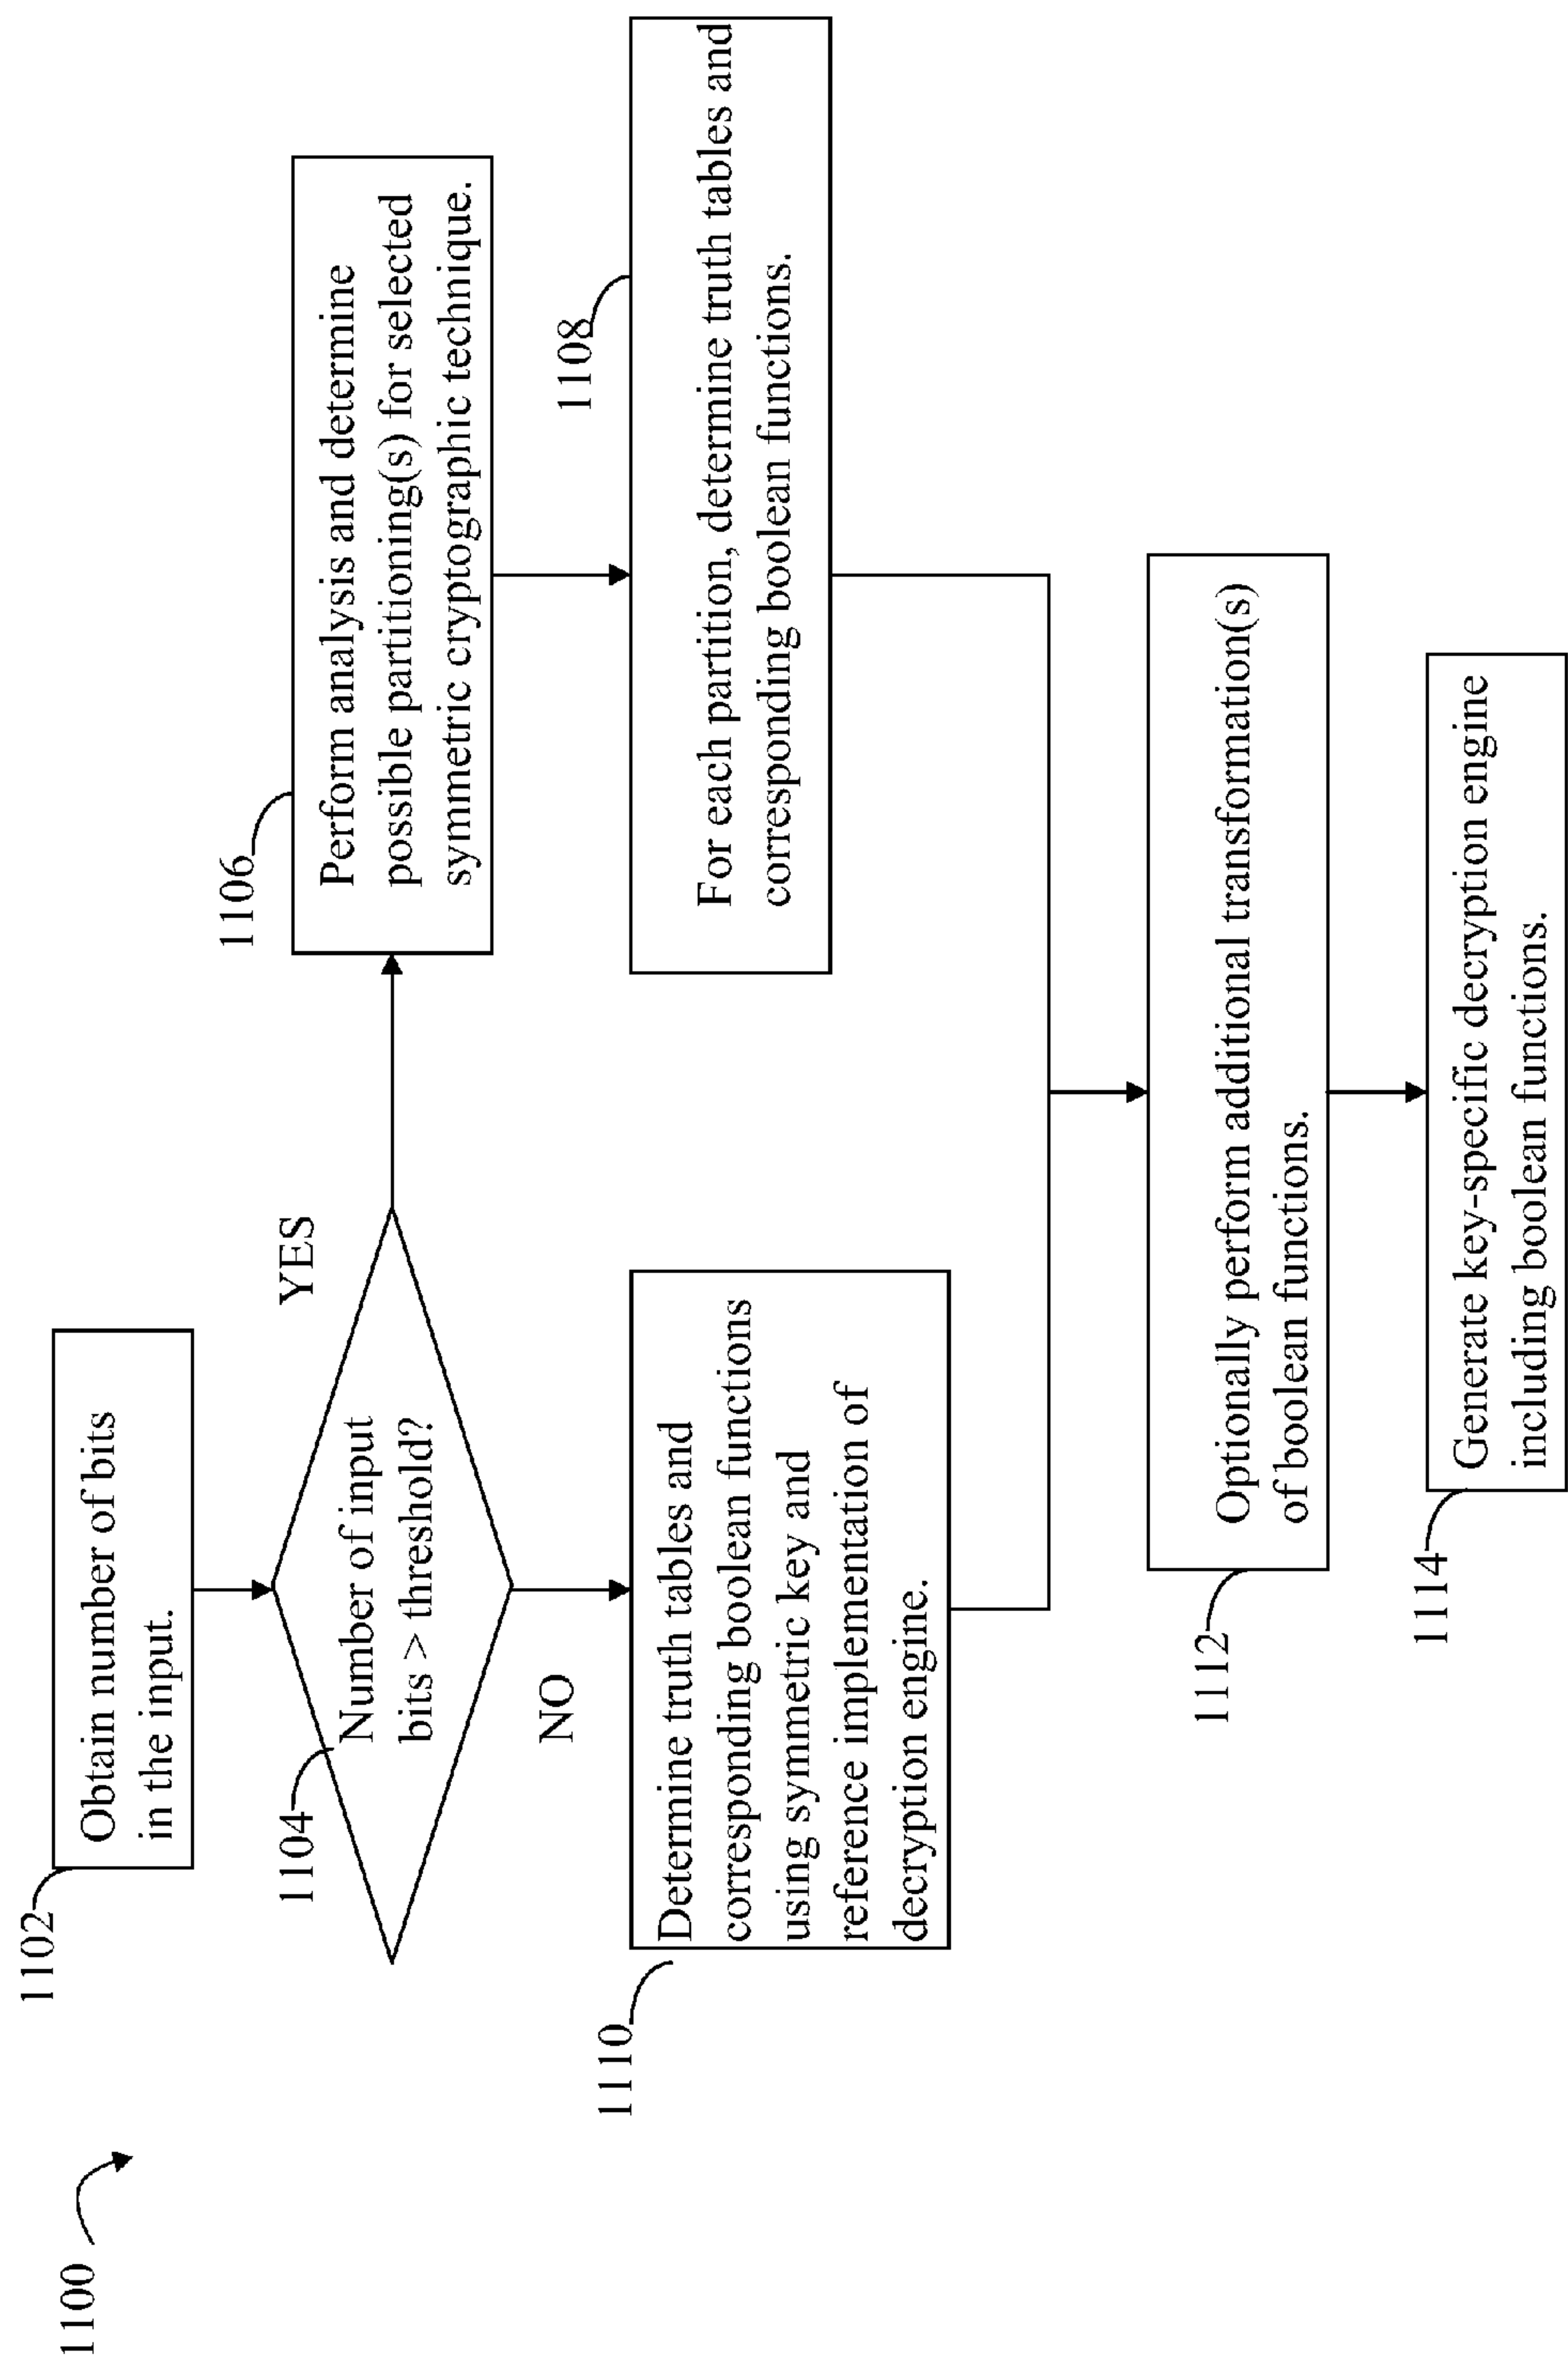 1100
1102
Obtain number of bits
in the input.
1104
Number of input
bits > threshold?
YES
1106
Perform analysis and determine
possible partitioning(s) for selected
symmetric cryptographic technique.
NO
1108
For each partition, determine truth tables and
corresponding boolean functions.
1110
Determine truth tables and
corresponding boolean functions
using symmetric key and
reference implementation of
decryption engine.
1112
Optionally perform additional transformation(s)
of boolean functions.
1114
Generate key-specific decryption engine
including boolean functions.